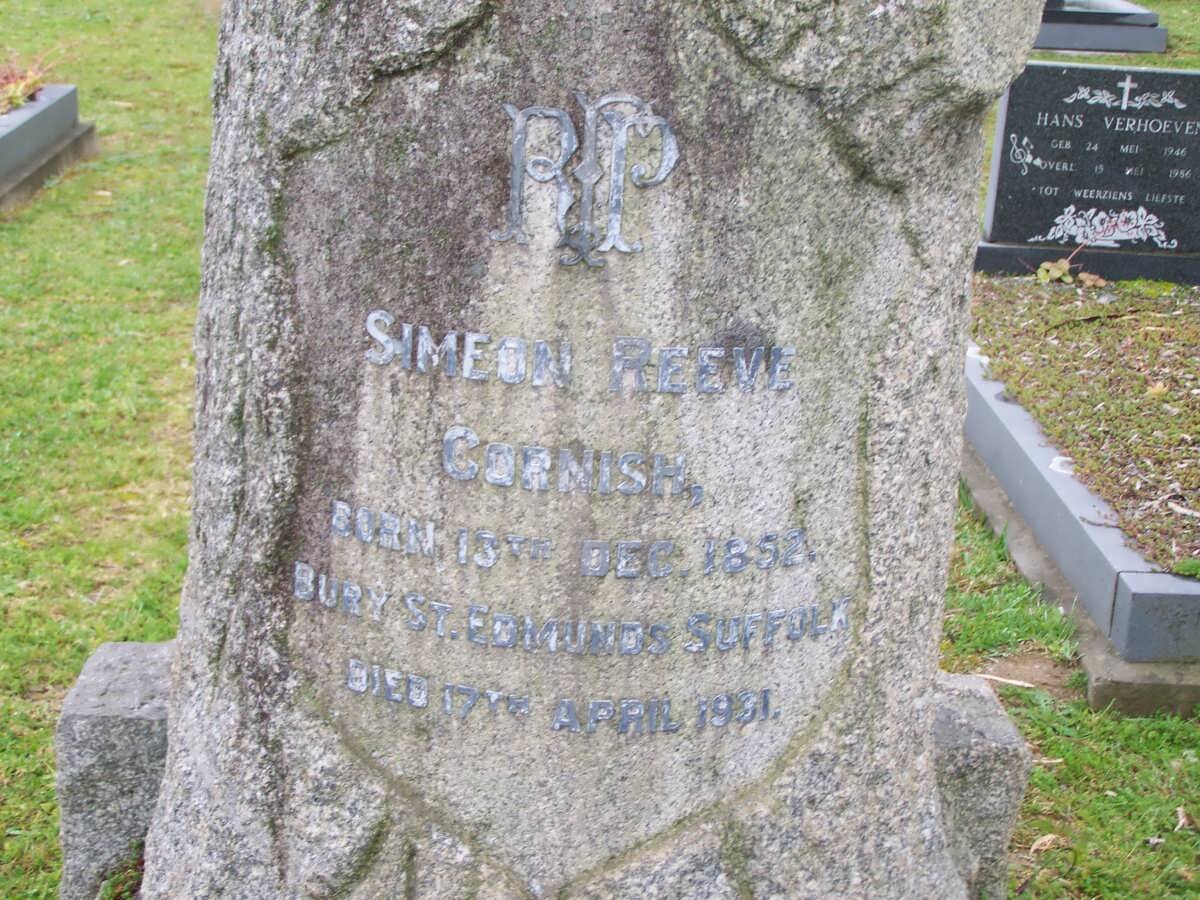 RIP
SIMEON REEVE
CORNISH,
BORN 13TH DEC. 1852.
BURY ST. EDMUNDS SUFFOLK
DIED 17TH APRIL 1931.
HANS VERHOEVEN
GEB 24 MEI 1946
OVERL 15 MEI 1986
TOT WEERZIENS LIEFSTE